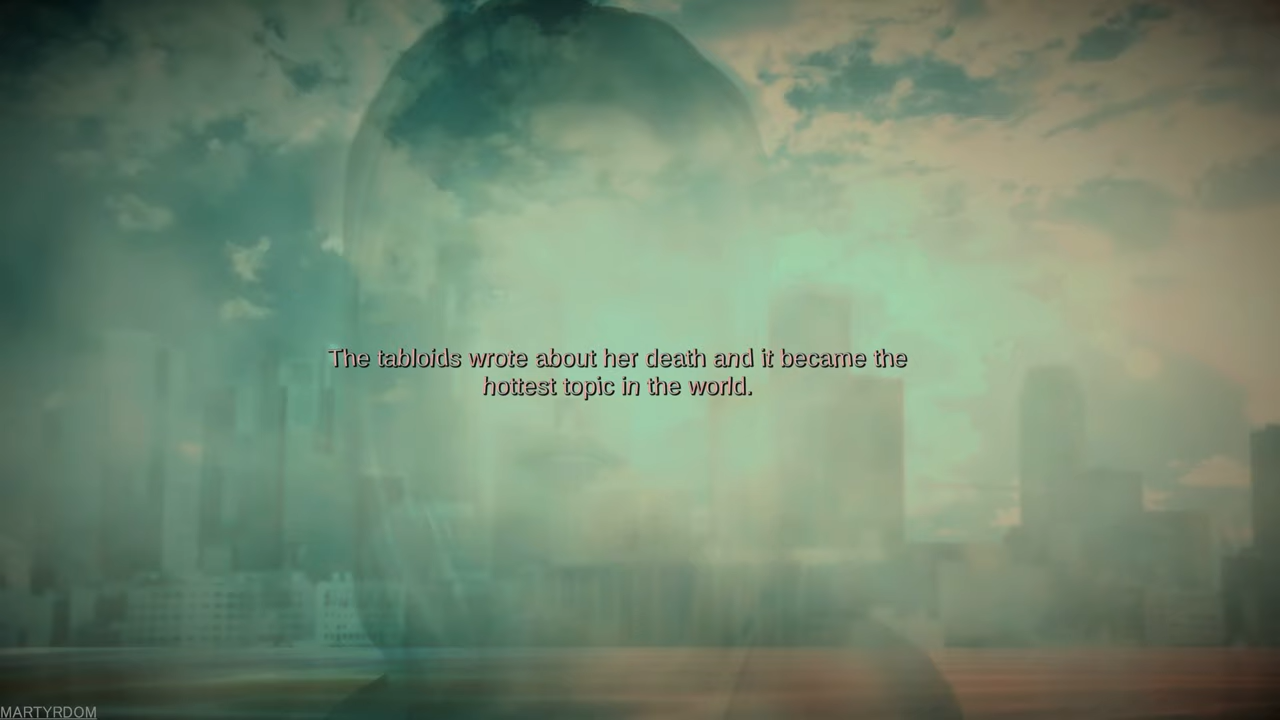 The tabloids wrote about her death and it became the
hottest topic in the world.
MARTYRDOM